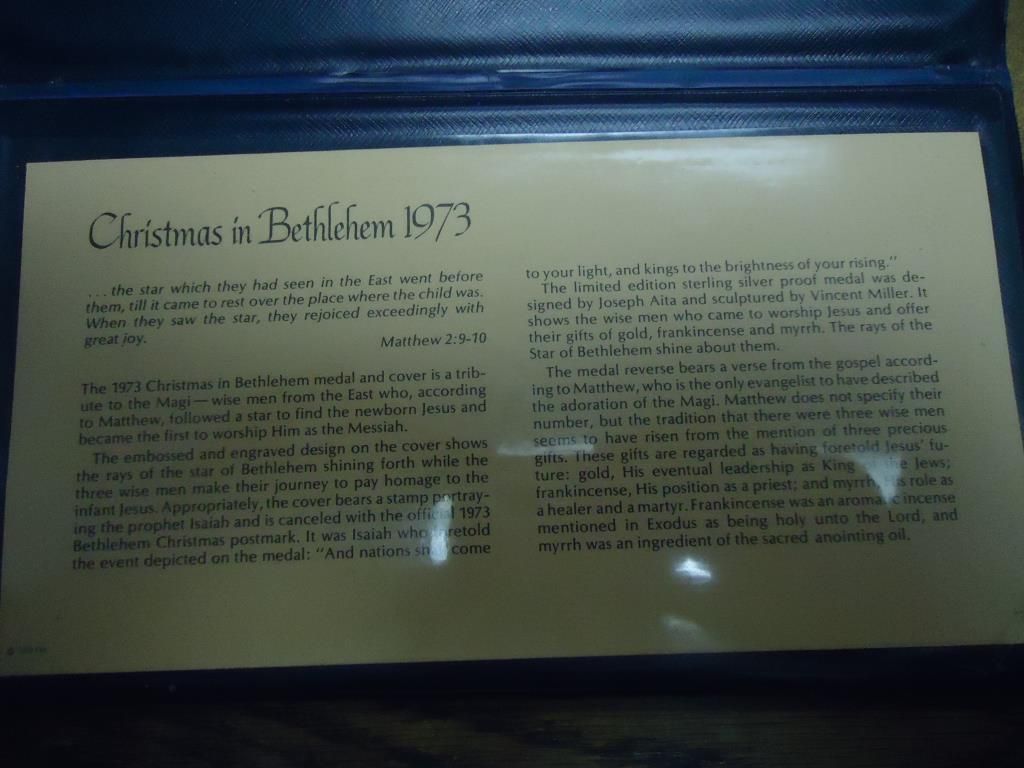 Christmas in Bethlehem 1973
... the star which they had seen in the East went before
them, till it came to rest over the place where the child was.
When they saw the star, they rejoiced exceedingly with
great joy.
Matthew 2:9-10
The 1973 Christmas in Bethlehem medal and cover is a trib-
ute to the Magi — wise men from the East who, according
to Matthew, followed a star to find the newborn Jesus and
became the first to worship Him as the Messiah.
The embossed and engraved design on the cover shows
the rays of the star of Bethlehem shining forth while the
three wise men make their journey to pay homage to the
infant Jesus. Appropriately, the cover bears a stamp portray-
ing the prophet Isaiah and is canceled with the official 1973
Bethlehem Christmas postmark. It was Isaiah who foretold
the event depicted on the medal: "And nations shall come
to your light, and kings to the brightness of your rising."
The limited edition sterling silver proof medal was de-
signed by Joseph Aita and sculptured by Vincent Miller. It
shows the wise men who came to worship Jesus and offer
their gifts of gold, frankincense and myrrh. The rays of the
Star of Bethlehem shine about them.
The medal reverse bears a verse from the gospel accord-
ing to Matthew, who is the only evangelist to have described
the adoration of the Magi. Matthew does not specify their
number, but the tradition that there were three wise men
seems to have risen from the mention of three precious
gifts. These gifts are regarded as having foretold Jesus' fu-
ture: gold, His eventual leadership as King of the Jews;
frankincense, His position as a priest; and myrrh, His role as
a healer and a martyr. Frankincense was an aromatic incense
mentioned in Exodus as being holy unto the Lord, and
myrrh was an ingredient of the sacred anointing oil.